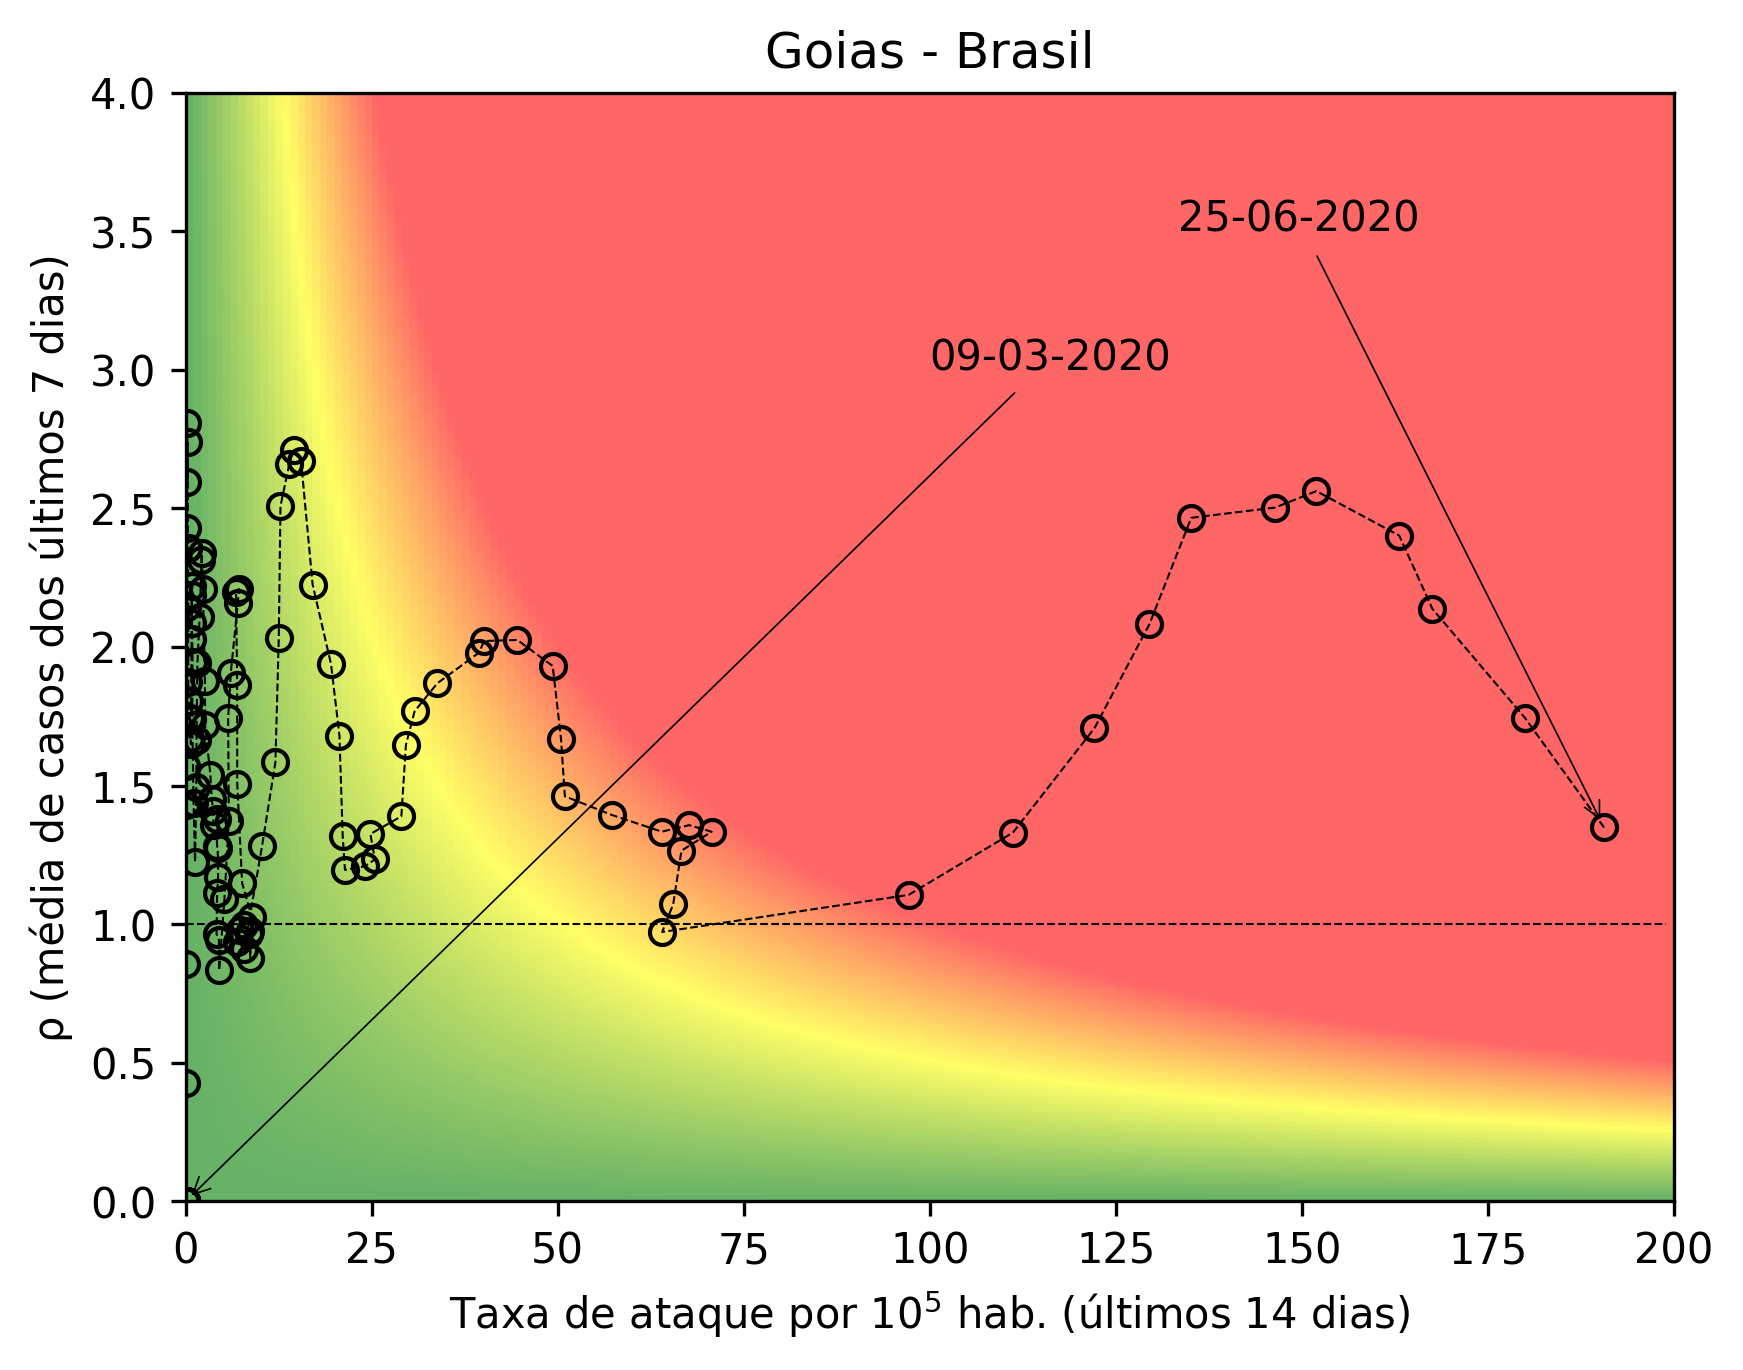 Goias - Brasil
4.0
3.5
3.0
2.5
2.0
1.5
1.0
0.5
0.0
ρ (média de casos dos últimos 7 dias)
25-06-2020
09-03-2020
0 25 50 75 100 125 150 175 200
Taxa de ataque por 10⁵ hab. (últimos 14 dias)